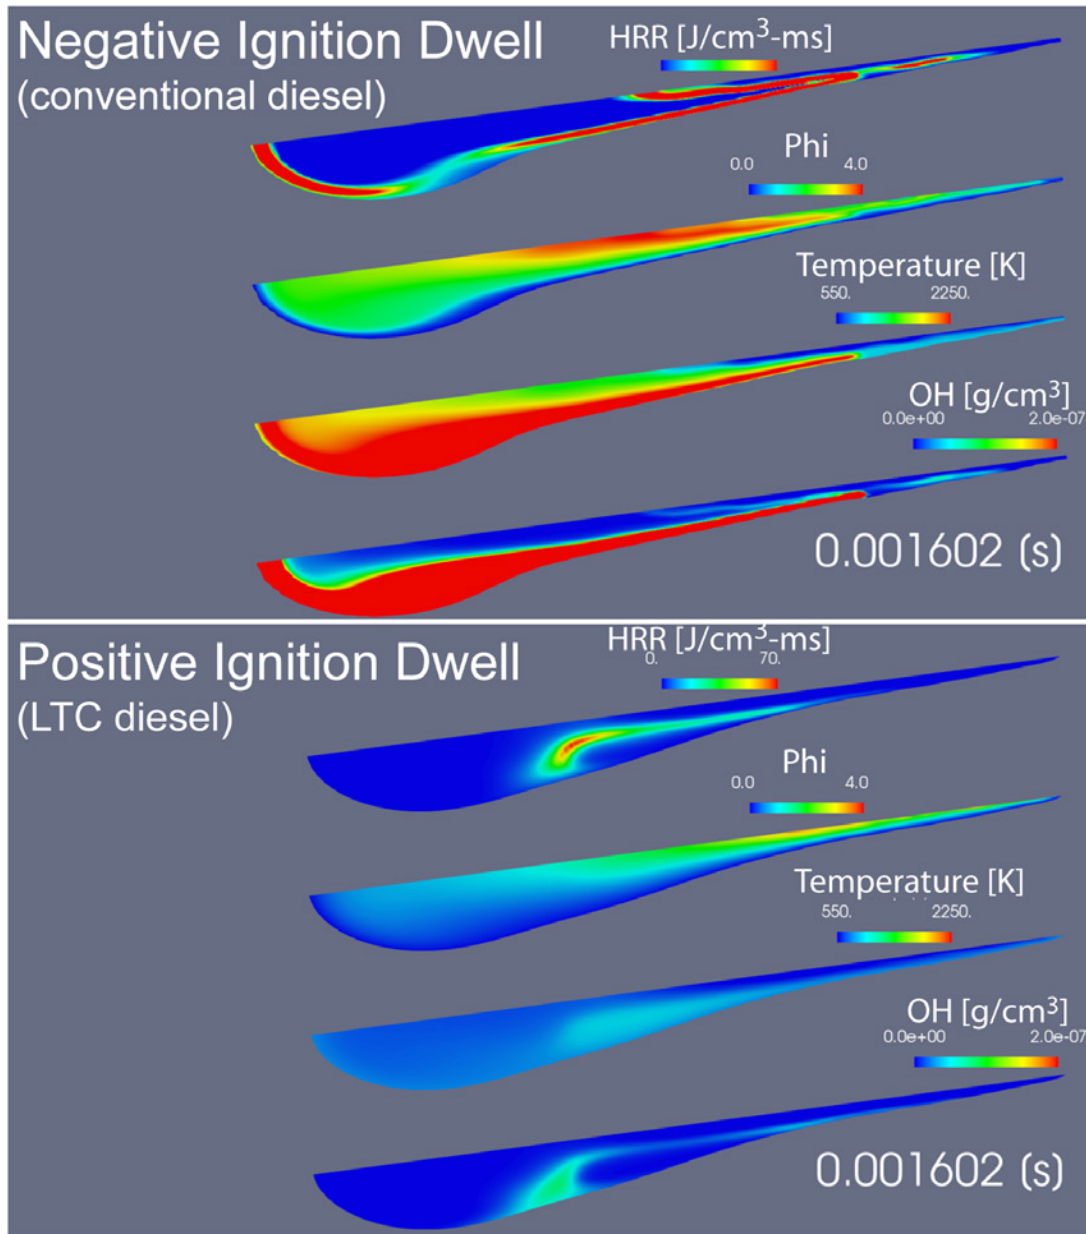 Negative Ignition Dwell
(conventional diesel)
HRR [J/cm³-ms]
Phi
0.0 4.0
Temperature [K]
550. 2250.
OH [g/cm³]
0.0e+00 2.0e-07
0.001602 (s)
Positive Ignition Dwell
(LTC diesel)
HRR [J/cm³-ms]
0. 70.
Phi
0.0 4.0
Temperature [K]
550. 2250.
OH [g/cm³]
0.0e+00 2.0e-07
0.001602 (s)